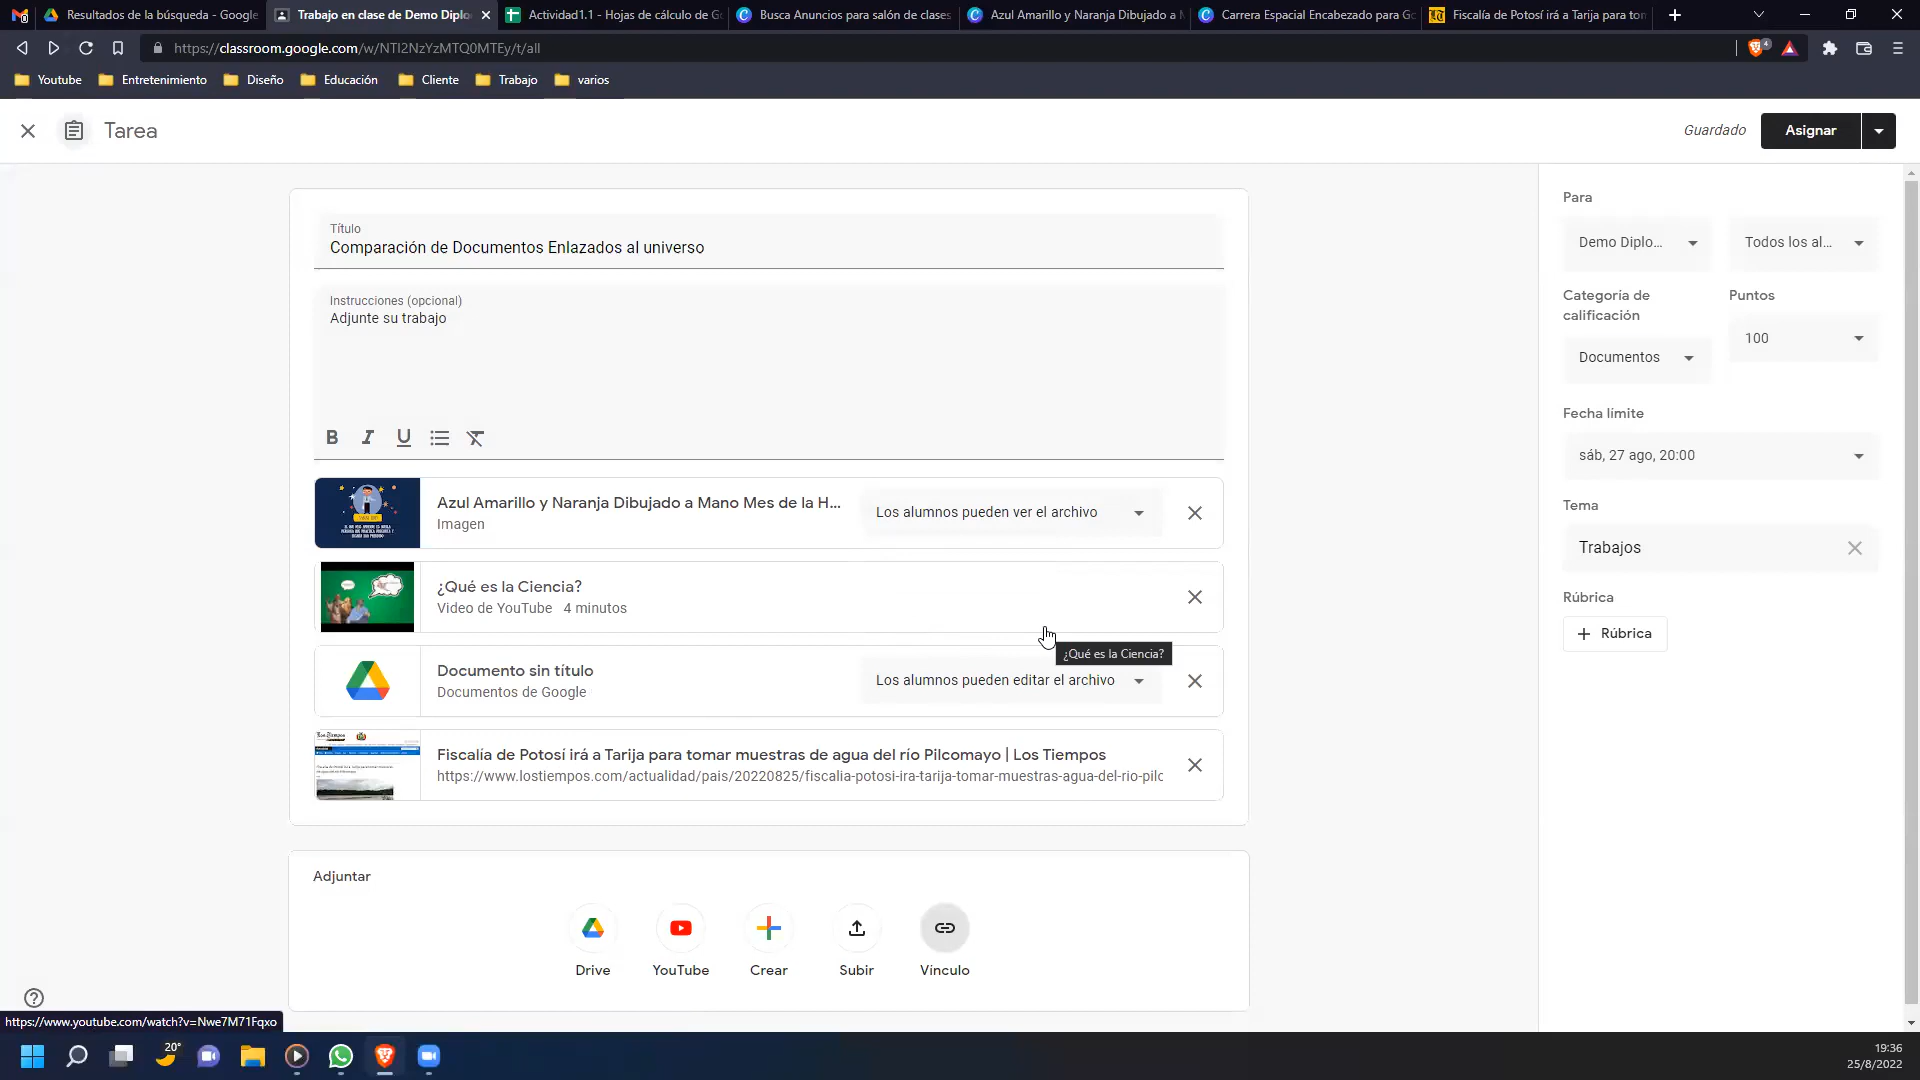 Resultados de la búsqueda - Google
Trabajo en clase de Demo Diplo
Actividad1.1 - Hojas de cálculo de Go
Busca Anuncios para salón de clases
Azul Amarillo y Naranja Dibujado a M
Carrera Espacial Encabezado para Go
Fiscalía de Potosí irá a Tarija para ton
https://classroom.google.com/w/NTI2NzYzMTQ0MTEy/t/all
4
Youtube
Entretenimiento
Diseño
Educación
Cliente
Trabajo
varios
Tarea
Guardado
Asignar
Título
Comparación de Documentos Enlazados al universo
Instrucciones (opcional)
Adjunte su trabajo
B I U
Azul Amarillo y Naranja Dibujado a Mano Mes de la H...
Imagen
Los alumnos pueden ver el archivo
¿Qué es la Ciencia?
Video de YouTube 4 minutos
¿Qué es la Ciencia?
Documento sin título
Documentos de Google
Los alumnos pueden editar el archivo
Fiscalía de Potosí irá a Tarija para tomar muestras de agua del río Pilcomayo | Los Tiempos
https://www.lostiempos.com/actualidad/pais/20220825/fiscalia-potosi-ira-tarija-tomar-muestras-agua-del-rio-pilc
Adjuntar
Drive
YouTube
Crear
Subir
Vínculo
Para
Demo Diplo...
Todos los al...
Categoría de
calificación
Puntos
Documentos
100
Fecha límite
sáb, 27 ago, 20:00
Tema
Trabajos
Rúbrica
Rúbrica
https://www.youtube.com/watch?v=Nwe7M71Fqxo
20°
19:36
25/8/2022